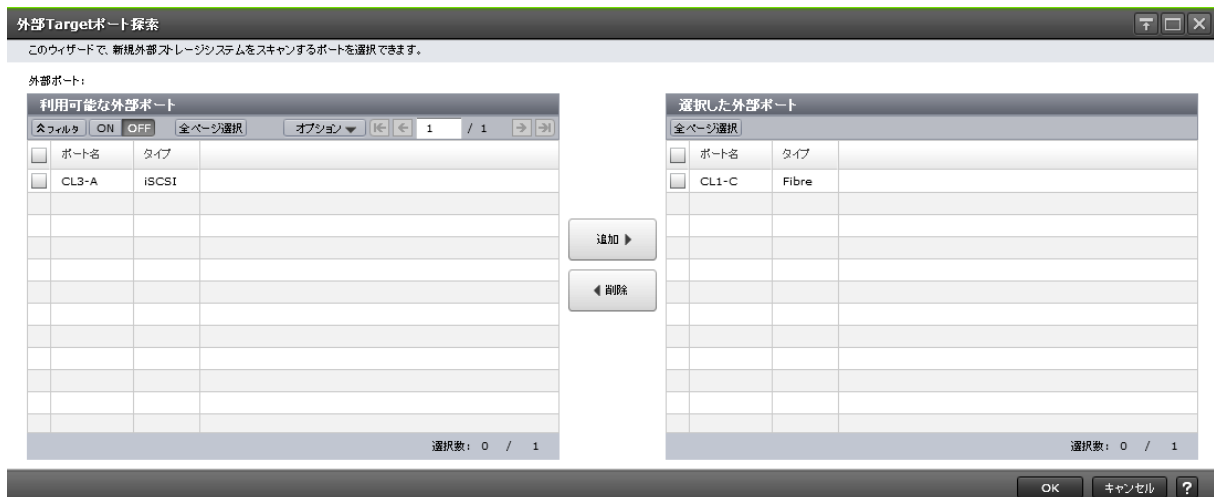 外部Targetポート探索
このウィザードで、新規外部ストレージシステムをスキャンするポートを選択できます。
外部ポート:
利用可能な外部ポート
フィルタ ON OFF 全ページ選択 オプション 1 / 1
ポート名 タイプ
CL3-A iSCSI
選択数: 0 / 1
追加
削除
選択した外部ポート
全ページ選択
ポート名 タイプ
CL1-C Fibre
選択数: 0 / 1
OK キャンセル ?